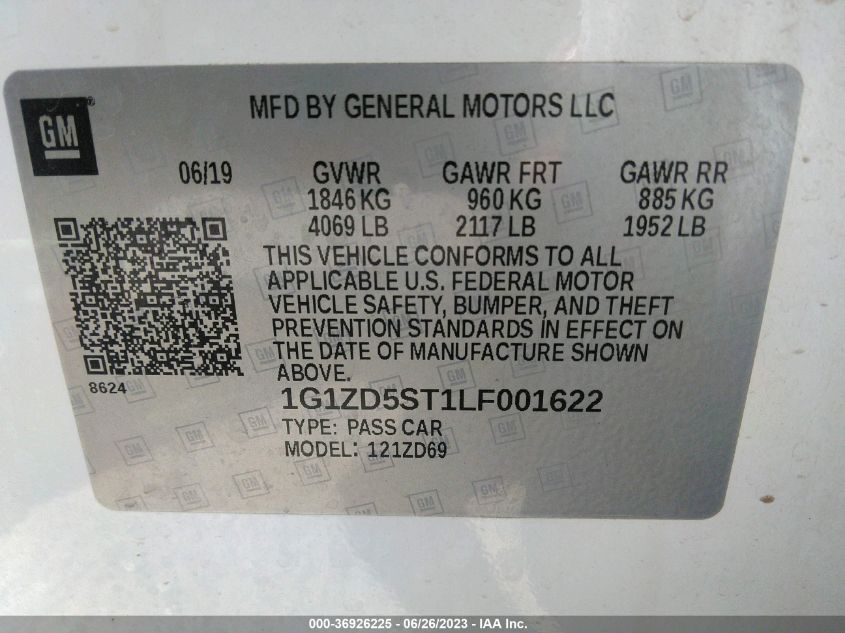 GM
MFD BY GENERAL MOTORS LLC
06/19 GVWR GAWR FRT GAWR RR
1846 KG 960 KG 885 KG
4069 LB 2117 LB 1952 LB
THIS VEHICLE CONFORMS TO ALL
APPLICABLE U.S. FEDERAL MOTOR
VEHICLE SAFETY, BUMPER, AND THEFT
PREVENTION STANDARDS IN EFFECT ON
THE DATE OF MANUFACTURE SHOWN
ABOVE.
8624
1G1ZD5ST1LF001622
TYPE: PASS CAR
MODEL: 121ZD69
000-36926225 - 06/26/2023 - IAA Inc.